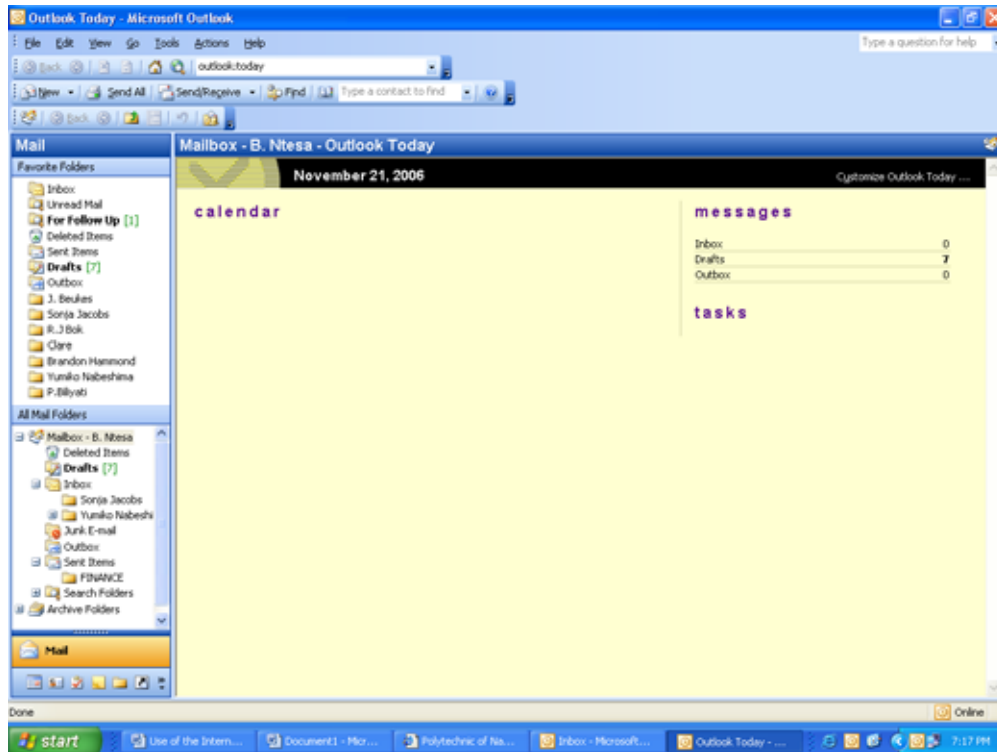 Outlook Today - Microsoft Outlook
File Edit View Go Tools Actions Help
Type a question for help
Back outlook:today
New Send All Send/Receive Find Type a contact to find
Back
Mail
Mailbox - B. Ntesa - Outlook Today
Favorite Folders
November 21, 2006
Customize Outlook Today ...
Inbox
Unread Mail
For Follow Up [1]
Deleted Items
Sent Items
Drafts [7]
Outbox
J. Beukes
Sonja Jacobs
R.J Bok
Clare
Brandon Hammond
Yumiko Nabeshima
P.Billyati
calendar
messages
Inbox 0
Drafts 7
Outbox 0
tasks
All Mail Folders
Mailbox - B. Ntesa
Deleted Items
Drafts [7]
Inbox
Sonja Jacobs
Yumiko Nabeshi
Junk E-mail
Outbox
Sent Items
FINANCE
Search Folders
Archive Folders
Mail
Done
Online
start
Use of the Intern...
Document1 - Micr...
Polytechnic of Na...
Inbox - Microsoft...
Outlook Today - ...
7:17 PM